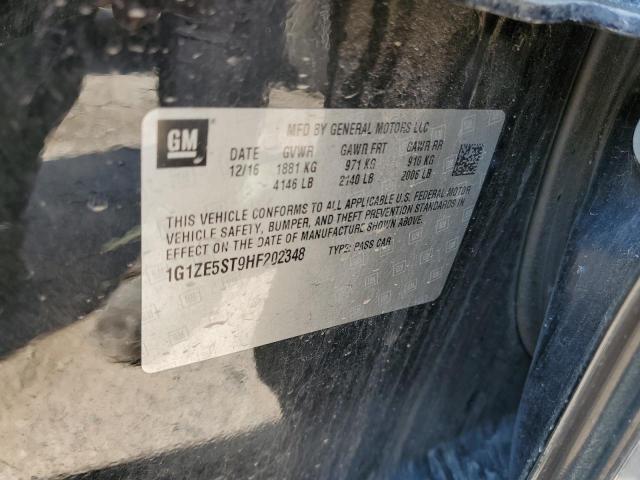 GM
MFD BY GENERAL MOTORS LLC
DATE GVWR GAWR FRT GAWR RR
12/16 1881 KG 971 KG 910 KG
4146 LB 2140 LB 2006 LB
THIS VEHICLE CONFORMS TO ALL APPLICABLE U.S. FEDERAL MOTOR
VEHICLE SAFETY, BUMPER, AND THEFT PREVENTION STANDARDS IN
EFFECT ON THE DATE OF MANUFACTURE SHOWN ABOVE.
1G1ZE5ST9HF202348 TYPE: PASS CAR